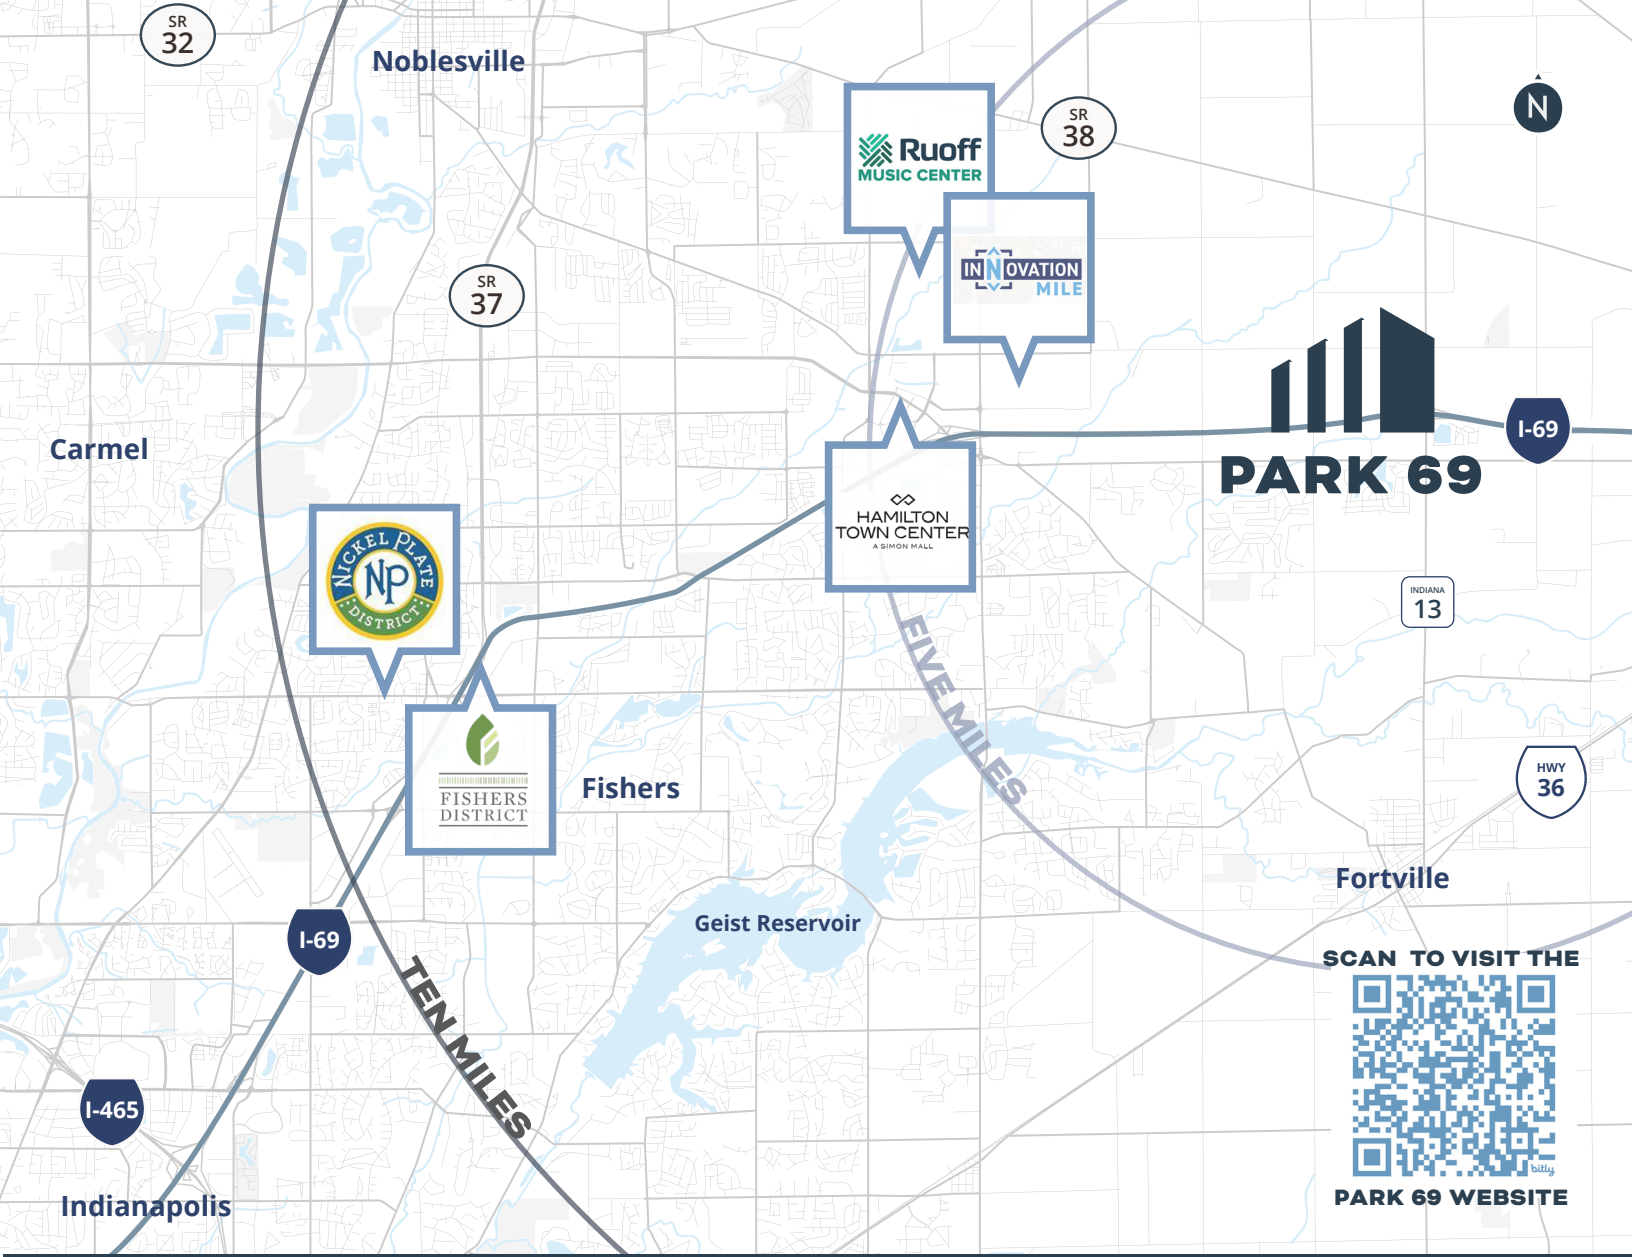 SR
32
Noblesville
Ruoff
MUSIC CENTER
SR
38
N
INNOVATION
MILE
SR
37
Carmel
I-69
PARK 69
HAMILTON
TOWN CENTER
A SIMON MALL
NICKEL PLATE
NP
DISTRICT
INDIANA
13
FIVE MILES
FISHERS
DISTRICT
Fishers
HWY
36
Fortville
Geist Reservoir
I-69
SCAN TO VISIT THE
TEN MILES
I-465
bitly
PARK 69 WEBSITE
Indianapolis